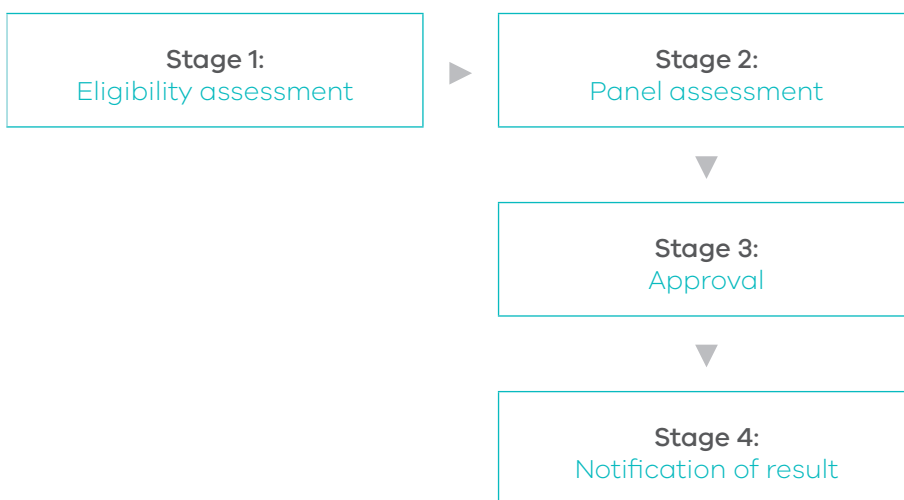 Stage 1:
Eligibility assessment
Stage 2:
Panel assessment
Stage 3:
Approval
Stage 4:
Notification of result